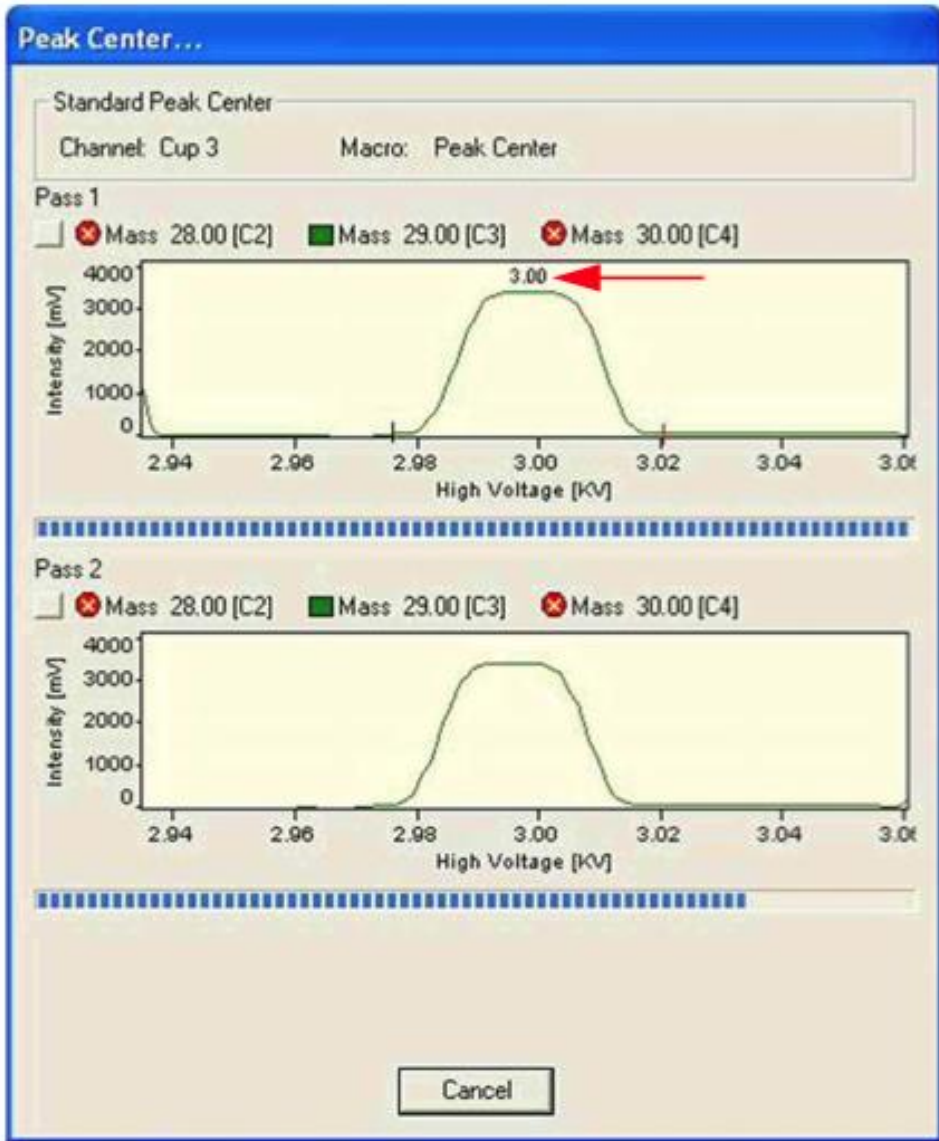 Peak Center...
Standard Peak Center
Channel: Cup 3 Macro: Peak Center
Pass 1
Mass 28.00 [C2] Mass 29.00 [C3] Mass 30.00 [C4]
4000
3000
2000
1000
0
Intensity [mV]
3.00
2.94 2.96 2.98 3.00 3.02 3.04
High Voltage [KV]
Pass 2
Mass 28.00 [C2] Mass 29.00 [C3] Mass 30.00 [C4]
4000
3000
2000
1000
0
Intensity [mV]
2.94 2.96 2.98 3.00 3.02 3.04
High Voltage [KV]
Cancel